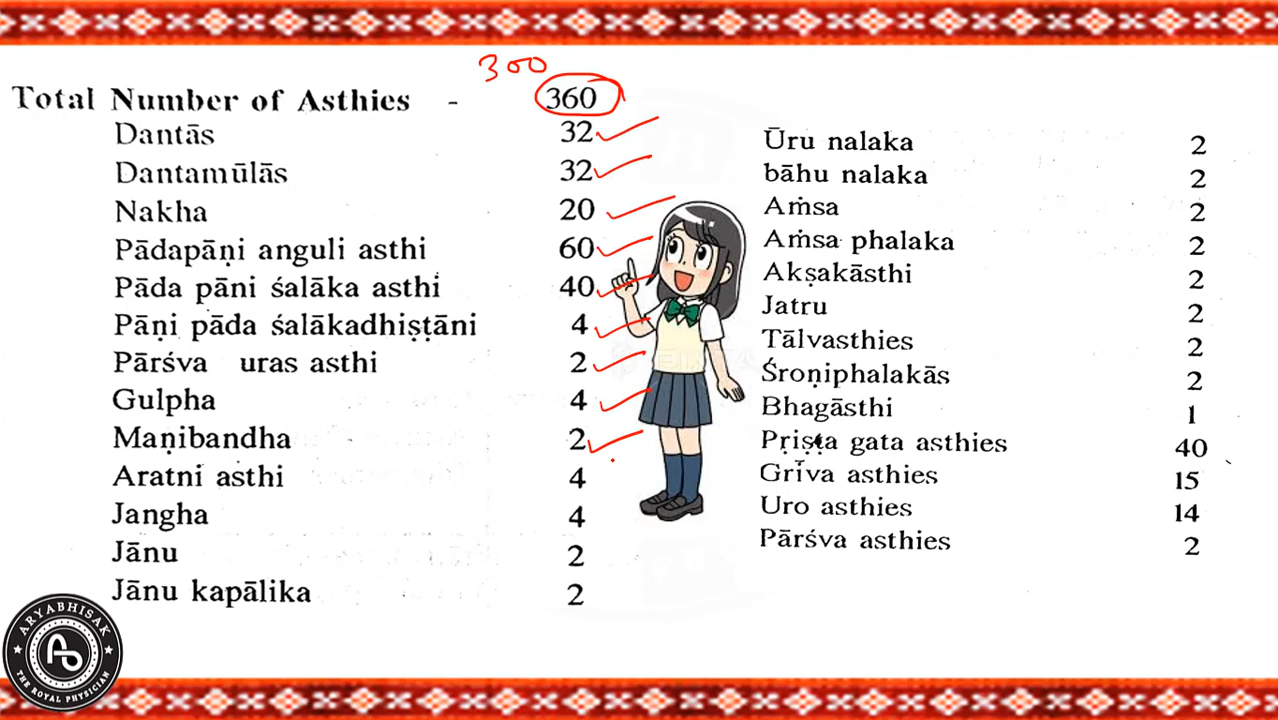 300
Total Number of Asthies - 360
Dantās 32
Dantamūlās 32
Nakha 20
Pādapāṇi anguli asthi 60
Pāda pāni śalāka asthi 40
Pāṇi pāda śalākadhiṣṭāni 4
Pārśva uras asthi 2
Gulpha 4
Maṇibandha 2
Aratni asthi 4
Jangha 4
Jānu 2
Jānu kapālika 2
Ūru nalaka 2
bāhu nalaka 2
Aṁsa 2
Aṁsa phalaka 2
Akṣakāsthi 2
Jatru 2
Tālvasthies 2
Śroṇiphalakās 2
Bhagāsthi 1
Pṛiṣṭa gata asthies 40
Grīva asthies 15
Uro asthies 14
Pārśva asthies 2
ARYABHISAK
THE ROYAL PHYSICIAN